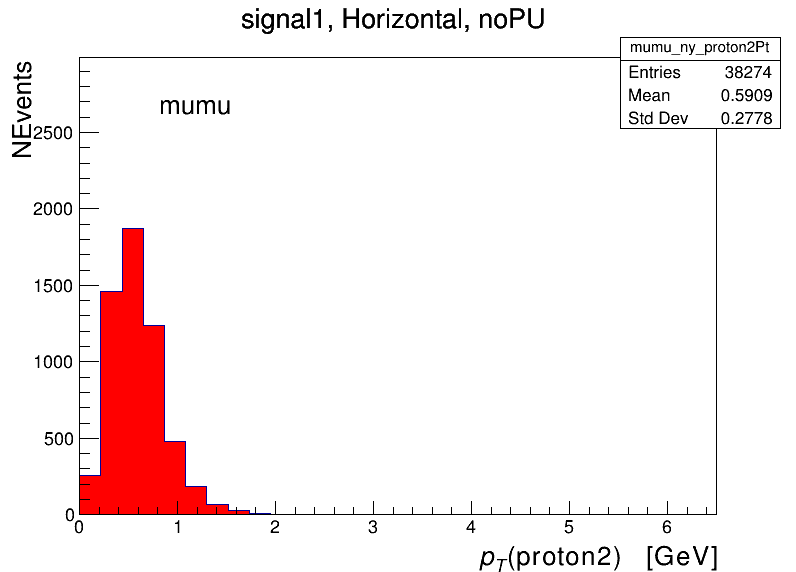 signal1, Horizontal, noPU
mumu_ny_proton2Pt
Entries 38274
Mean 0.5909
Std Dev 0.2778
NEvents
mumu
2500
2000
1500
1000
500
0
0 1 2 3 4 5 6
p_T(proton2) [GeV]